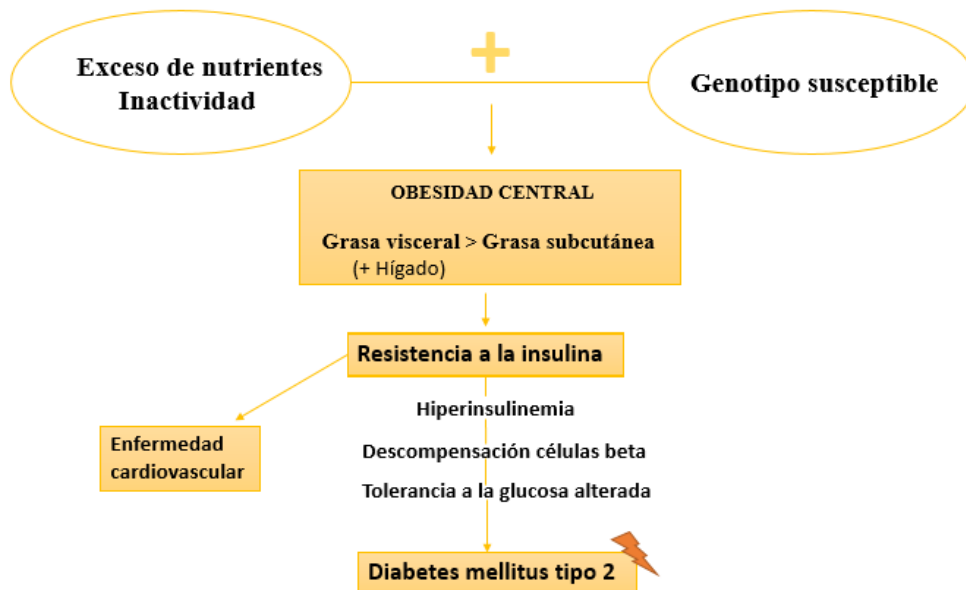 Exceso de nutrientes
Inactividad
+
Genotipo susceptible
OBESIDAD CENTRAL
Grasa visceral > Grasa subcutánea
(+ Hígado)
Resistencia a la insulina
Hiperinsulinemia
Enfermedad
cardiovascular
Descompensación células beta
Tolerancia a la glucosa alterada
Diabetes mellitus tipo 2